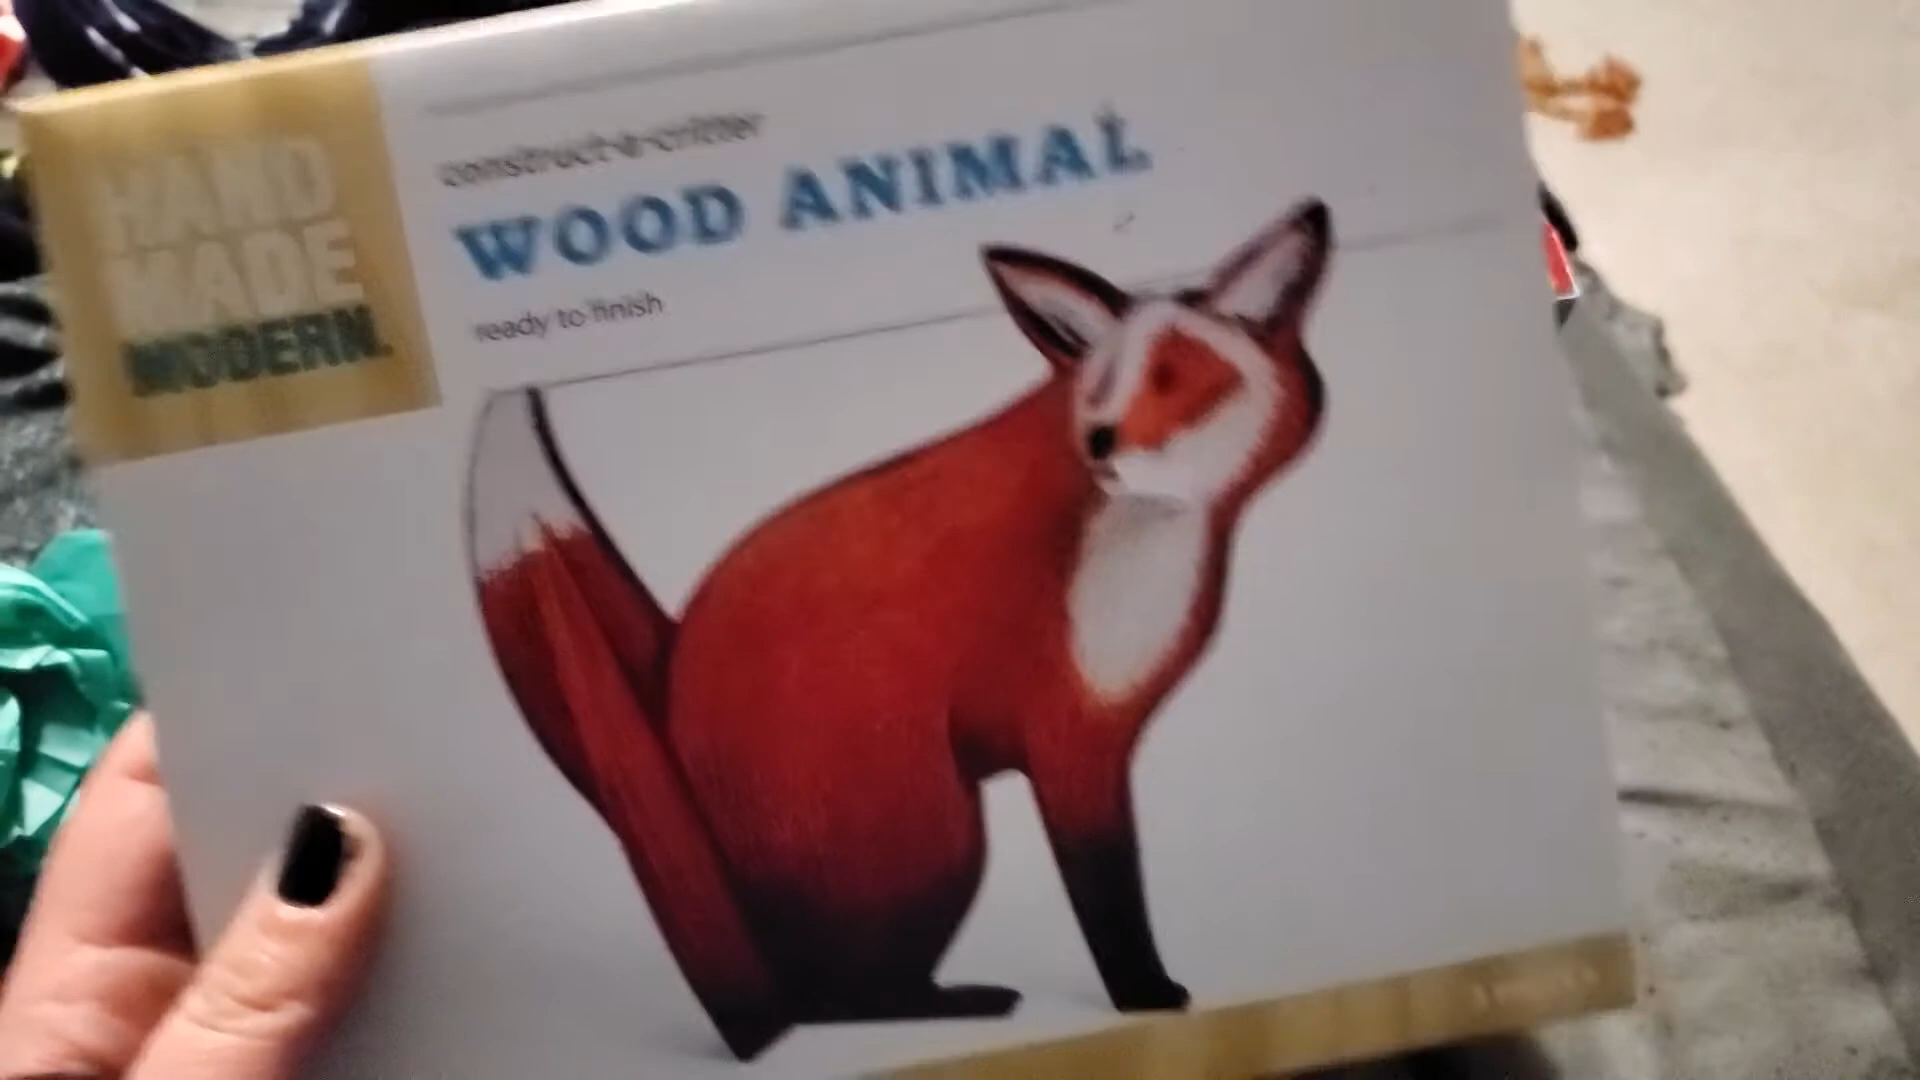 HAND
MADE
MODERN.
construct-a-critter
WOOD ANIMAL
ready to finish